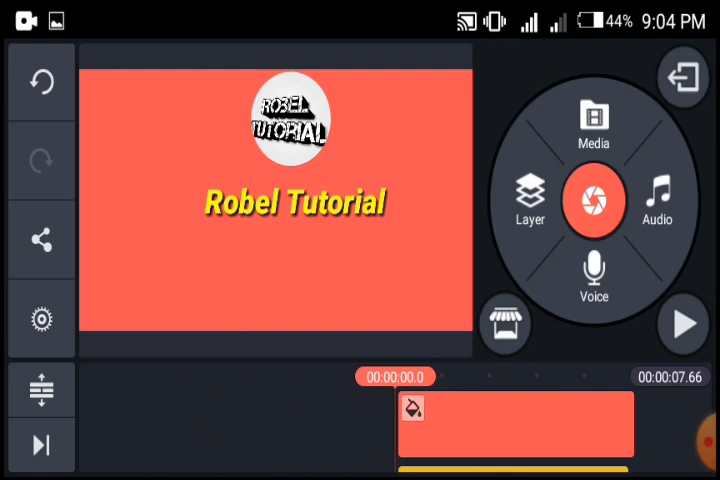 44% 9:04 PM
ROBEL
TUTORIAL
Robel Tutorial
Media
Layer
Audio
Voice
00:00:00.0
00:00:07.66